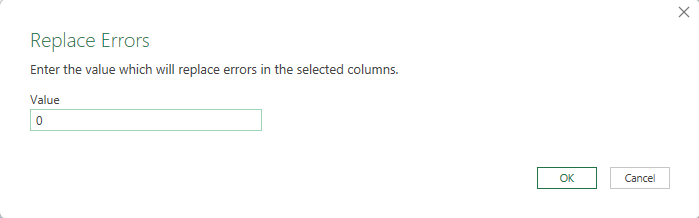 Replace Errors
Enter the value which will replace errors in the selected columns.
Value
0
OK
Cancel